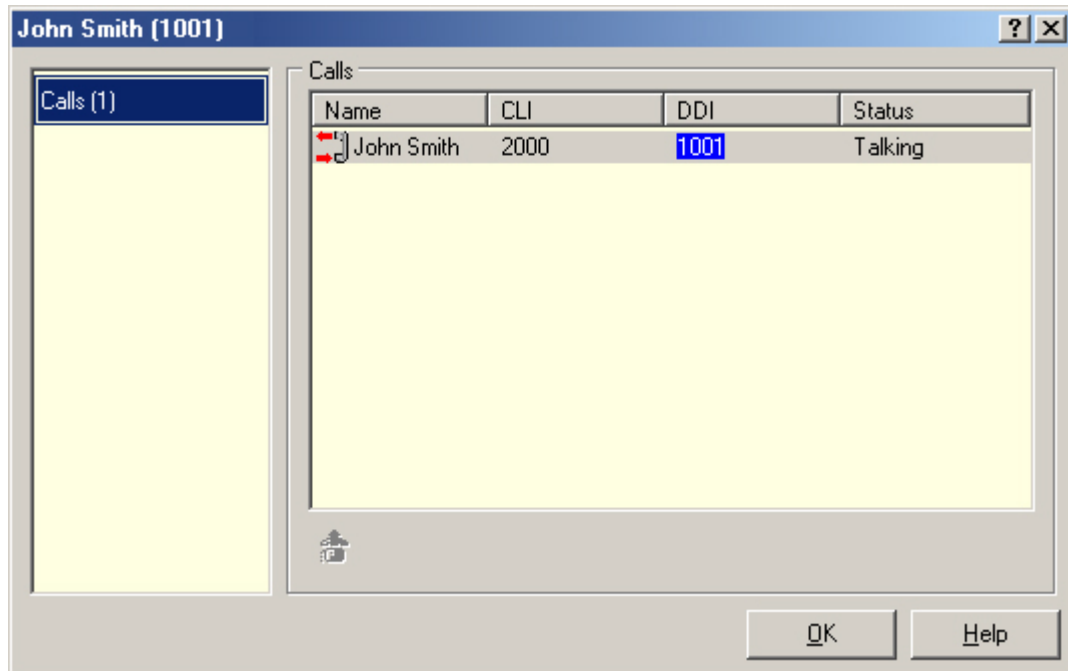 John Smith (1001)
Calls (1)
Calls
Name CLI DDI Status
John Smith 2000 1001 Talking
OK Help